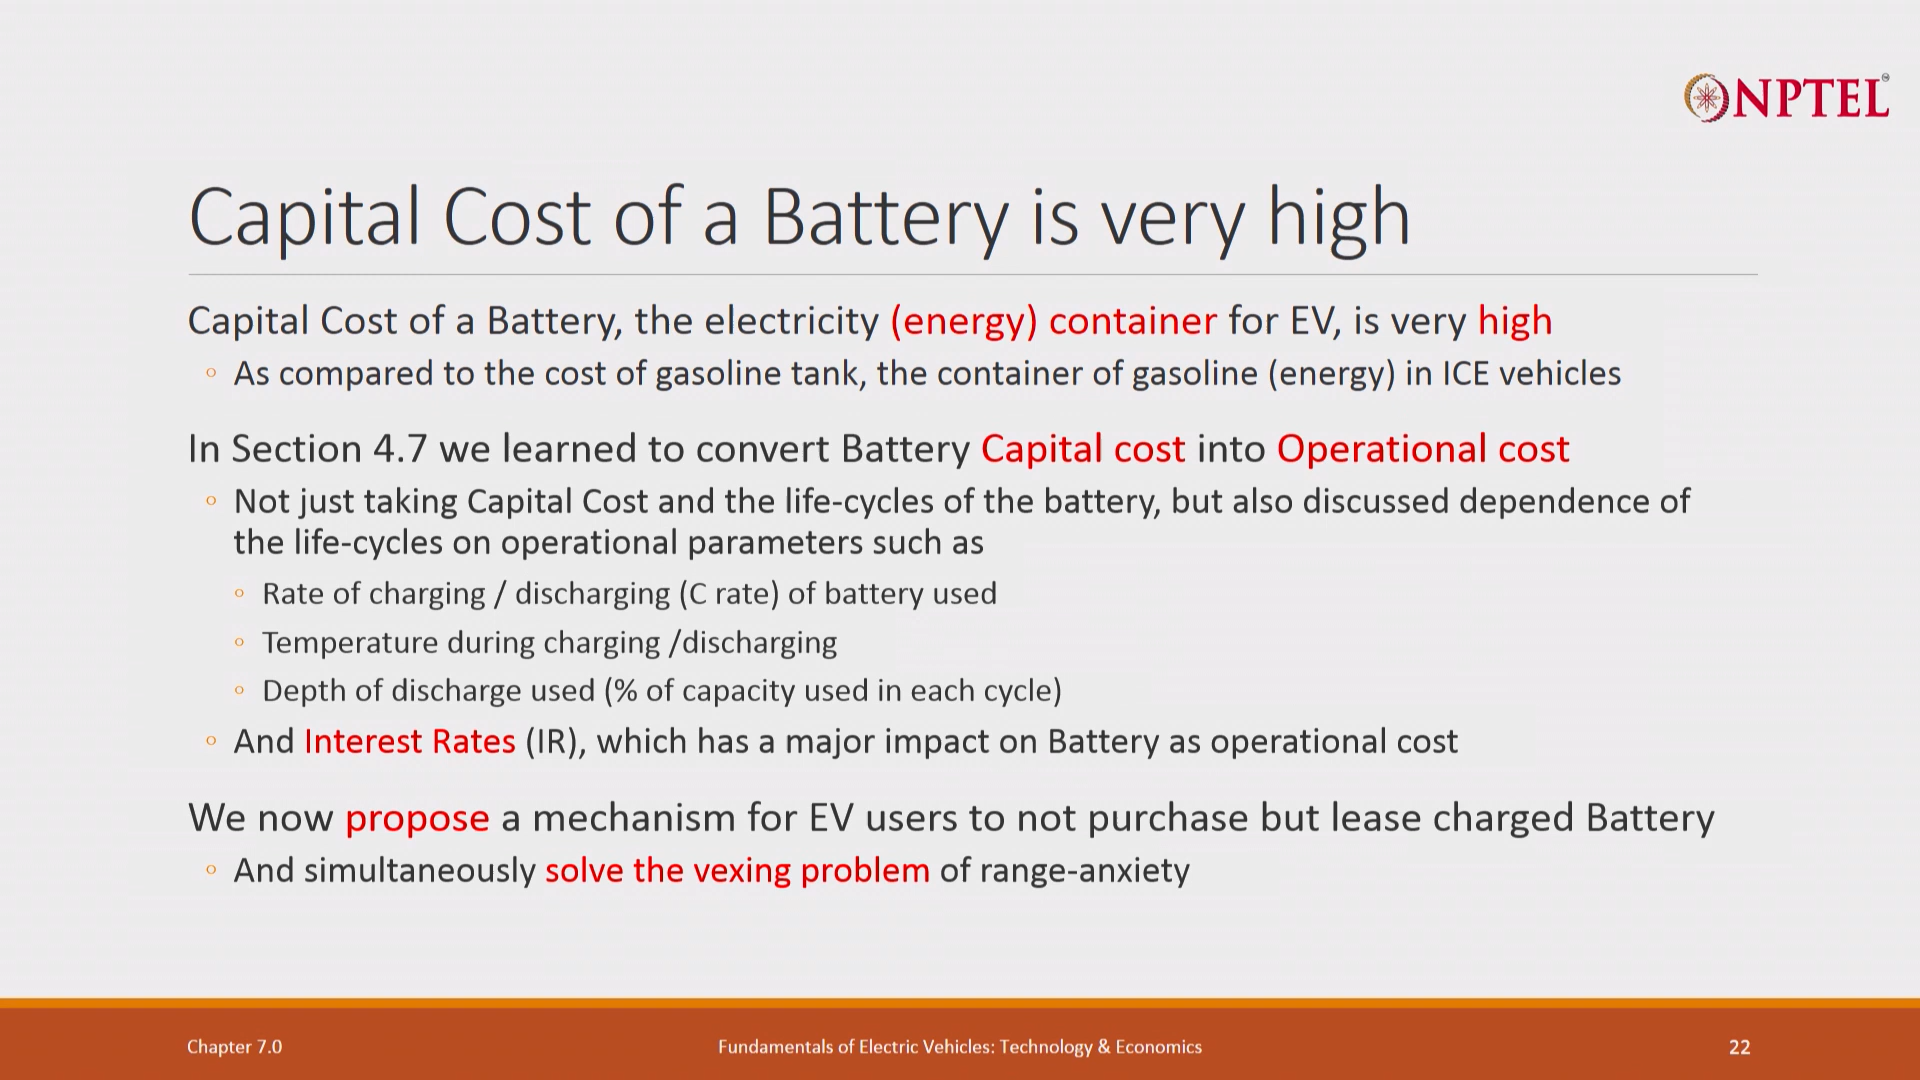 NPTEL
Capital Cost of a Battery is very high
Capital Cost of a Battery, the electricity (energy) container for EV, is very high
◦ As compared to the cost of gasoline tank, the container of gasoline (energy) in ICE vehicles
In Section 4.7 we learned to convert Battery Capital cost into Operational cost
◦ Not just taking Capital Cost and the life-cycles of the battery, but also discussed dependence of
the life-cycles on operational parameters such as
◦ Rate of charging / discharging (C rate) of battery used
◦ Temperature during charging /discharging
◦ Depth of discharge used (% of capacity used in each cycle)
◦ And Interest Rates (IR), which has a major impact on Battery as operational cost
We now propose a mechanism for EV users to not purchase but lease charged Battery
◦ And simultaneously solve the vexing problem of range-anxiety
Chapter 7.0
Fundamentals of Electric Vehicles: Technology & Economics
22